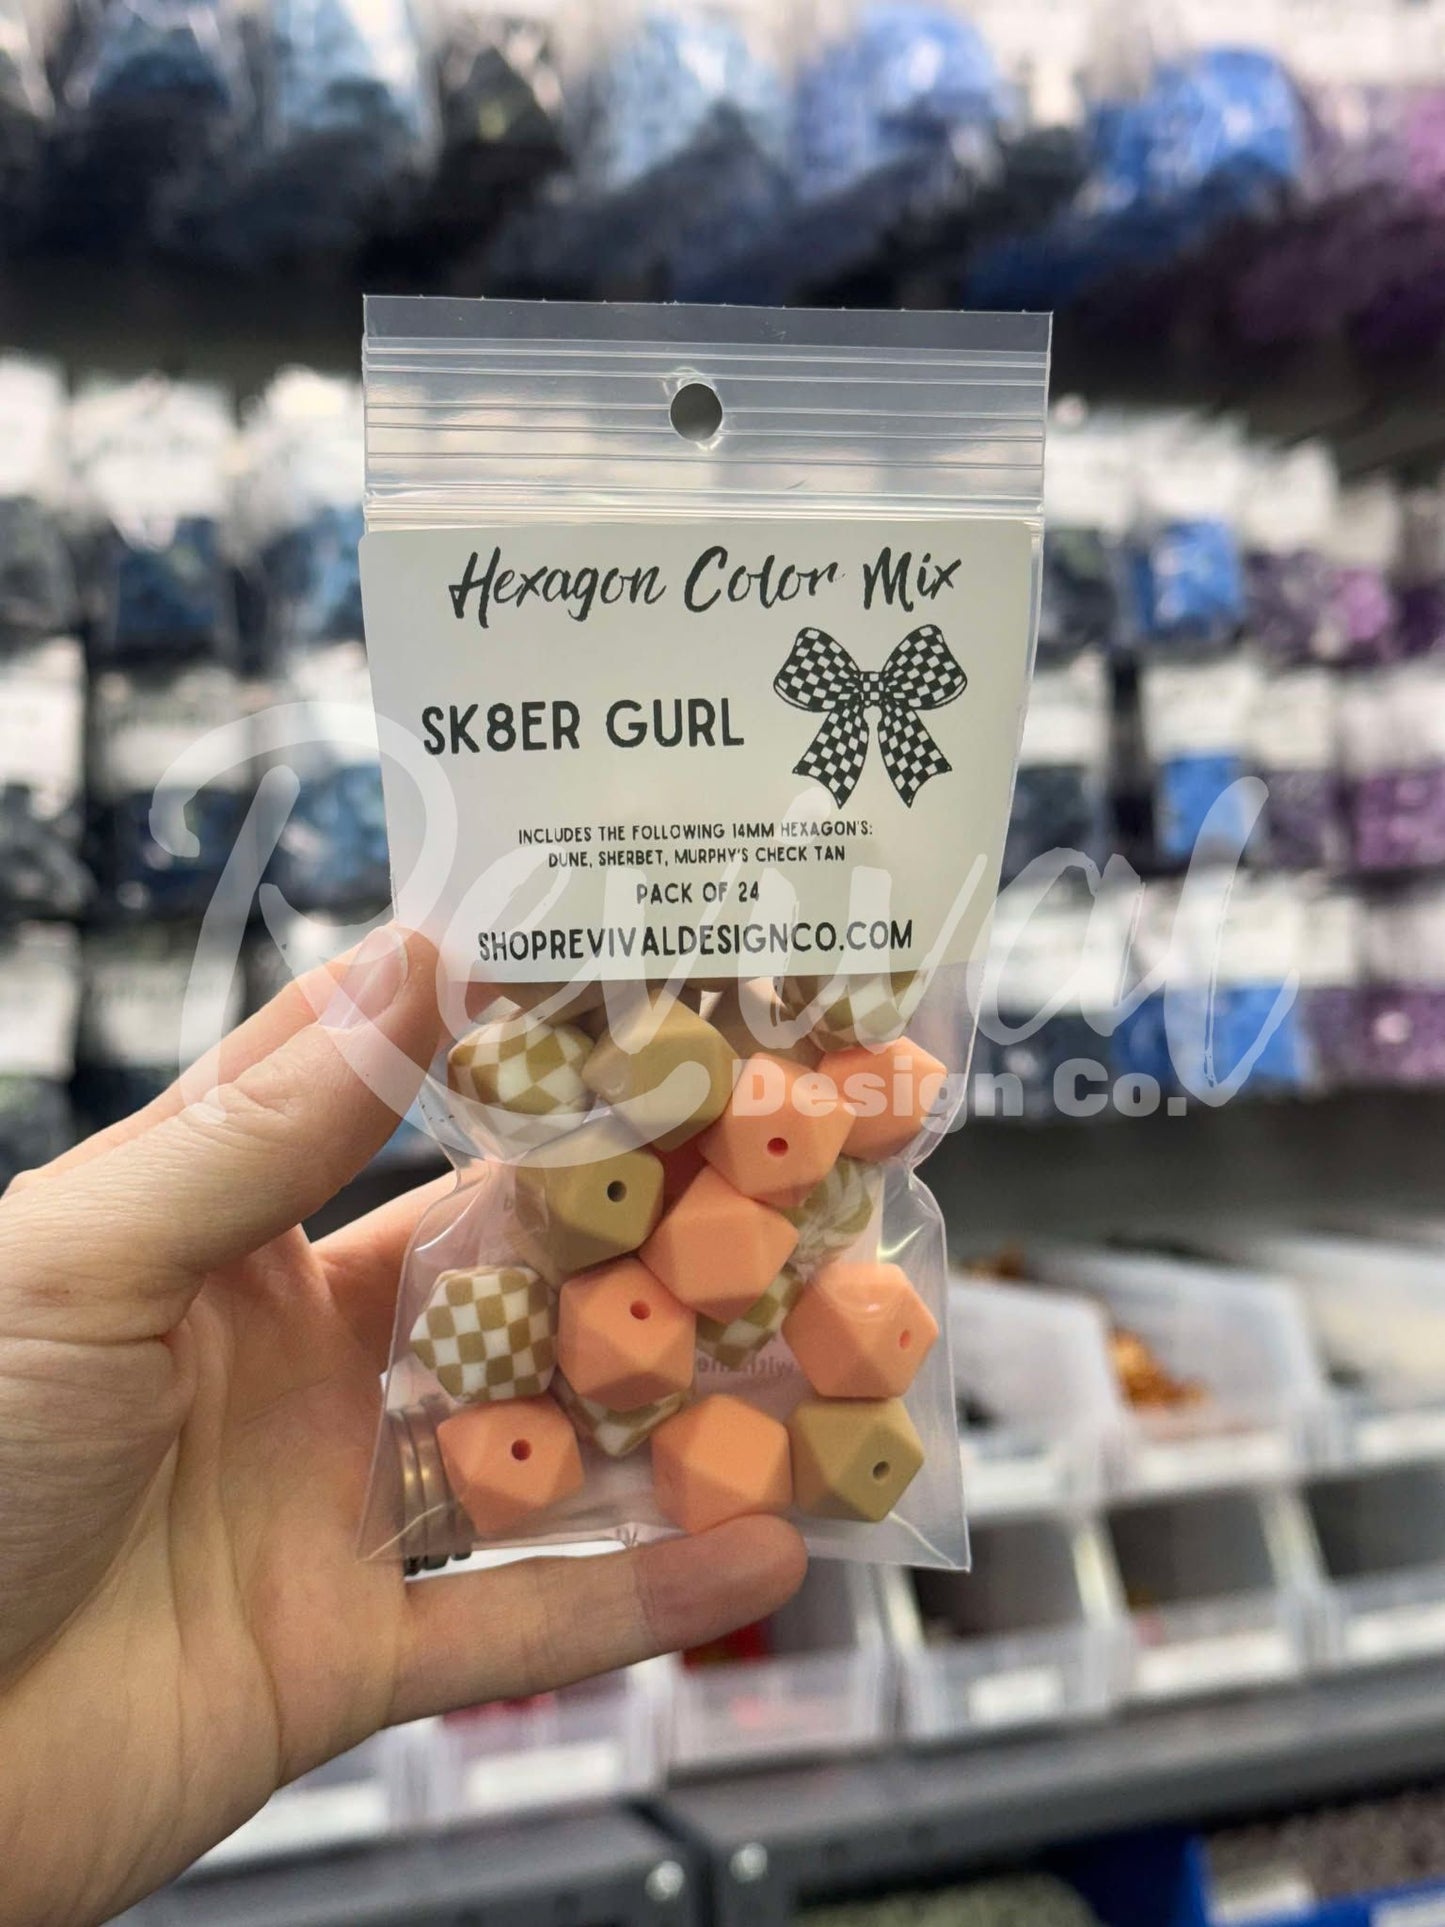 Hexagon Color Mix
SK8ER GURL
INCLUDES THE FOLLOWING 14MM HEXAGON'S:
DUNE, SHERBET, MURPHY'S CHECK TAN
PACK OF 24
SHOPREVIVALDESIGNCO.COM
Revival
Design Co.